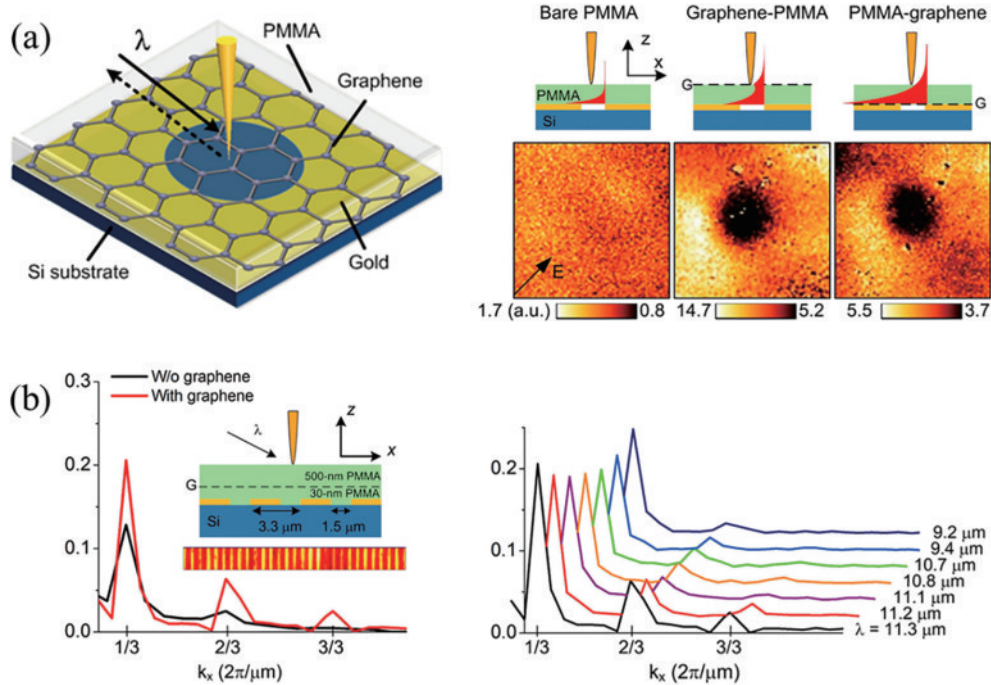 (a)
λ
PMMA
Graphene
Gold
Si substrate
Bare PMMA
Graphene-PMMA
PMMA-graphene
z
x
PMMA
Si
G
G
E
1.7 (a.u.)
0.8
14.7
5.2
5.5
3.7
(b)
W/o graphene
With graphene
0.3
0.2
0.1
0.0
λ
z
x
G
500-nm PMMA
30-nm PMMA
Si
3.3 μm
1.5 μm
1/3
2/3
3/3
kx (2π/μm)
0.2
0.1
0.0
9.2 μm
9.4 μm
10.7 μm
10.8 μm
11.1 μm
11.2 μm
λ = 11.3 μm
1/3
2/3
3/3
kx (2π/μm)